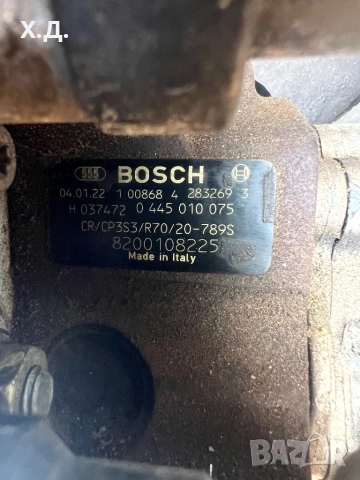 Х.Д.
BOSCH
04.01.22 1 00868 4 283269 3
H 037472 0 445 010 075
CR/CP3S3/R70/20-789S
8200108225
Made in Italy
BAZAR